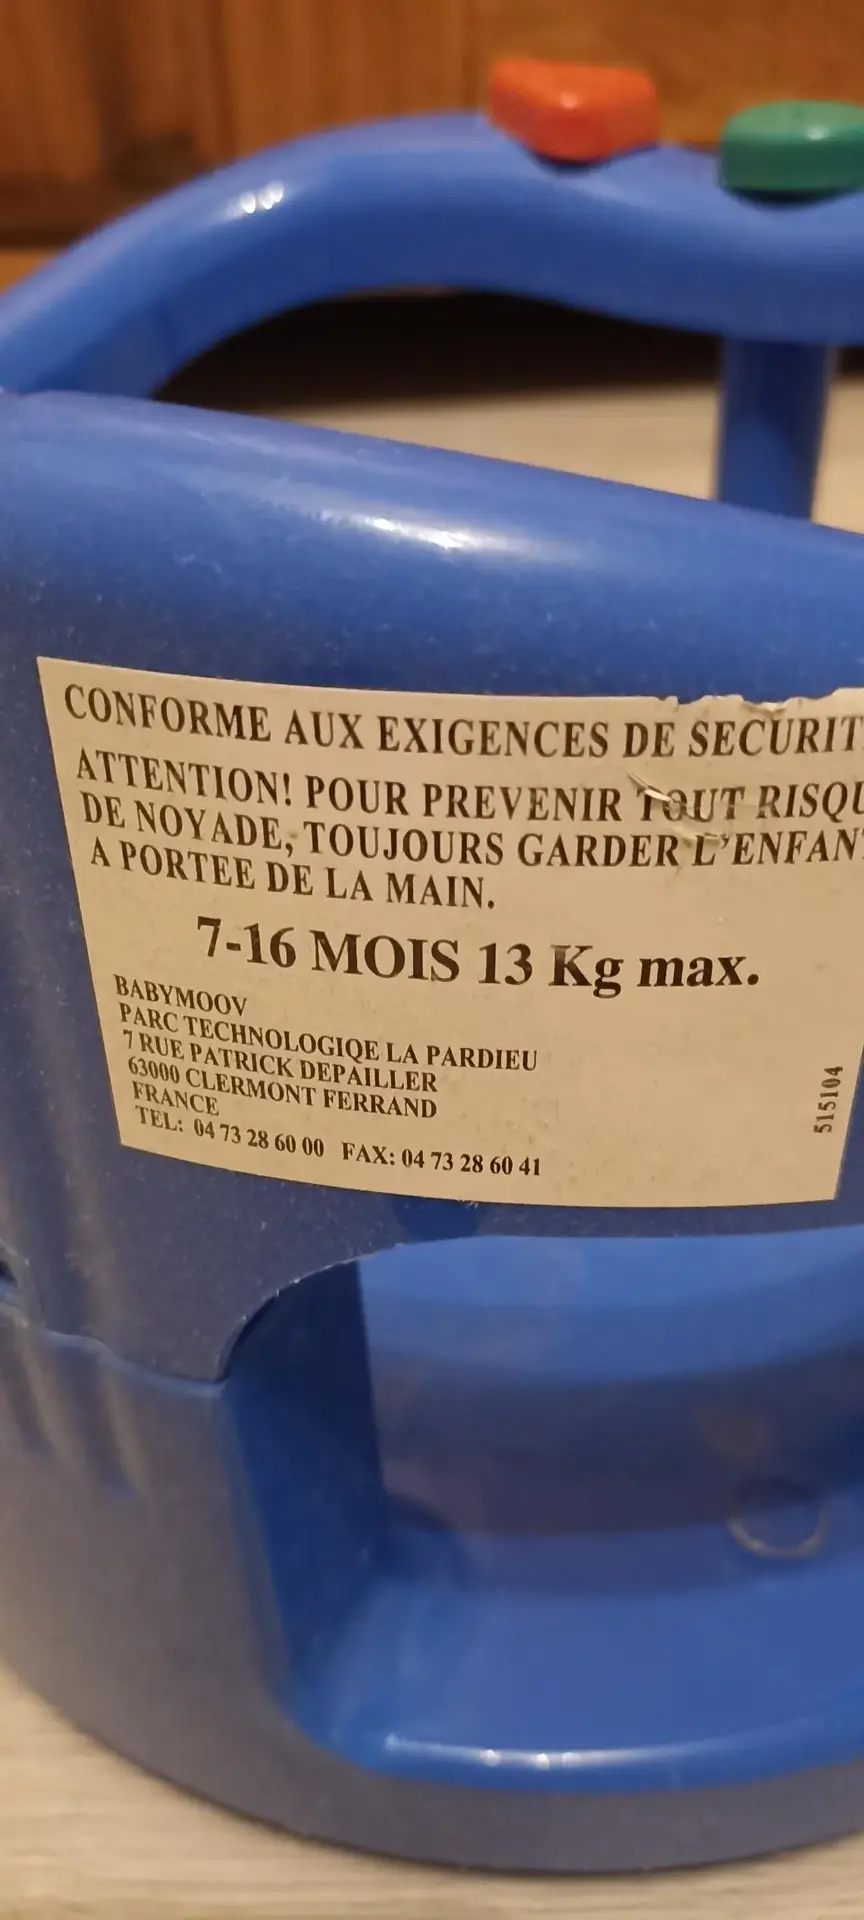 CONFORME AUX EXIGENCES DE SECURIT
ATTENTION! POUR PREVENIR TOUT RISQU
DE NOYADE, TOUJOURS GARDER L'ENFAN
A PORTEE DE LA MAIN.
7-16 MOIS 13 Kg max.
BABYMOOV
PARC TECHNOLOGIQE LA PARDIEU
7 RUE PATRICK DEPAILLER
63000 CLERMONT FERRAND
FRANCE
TEL: 04 73 28 60 00 FAX: 04 73 28 60 41
515104